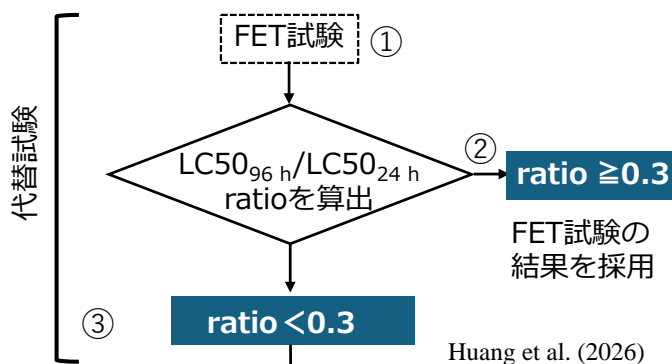 FET試験 ①
代替試験
LC50₉₆ ₕ/LC50₂₄ ₕ
ratioを算出
②
ratio ≧0.3
FET試験の
結果を採用
③
ratio <0.3
Huang et al. (2026)